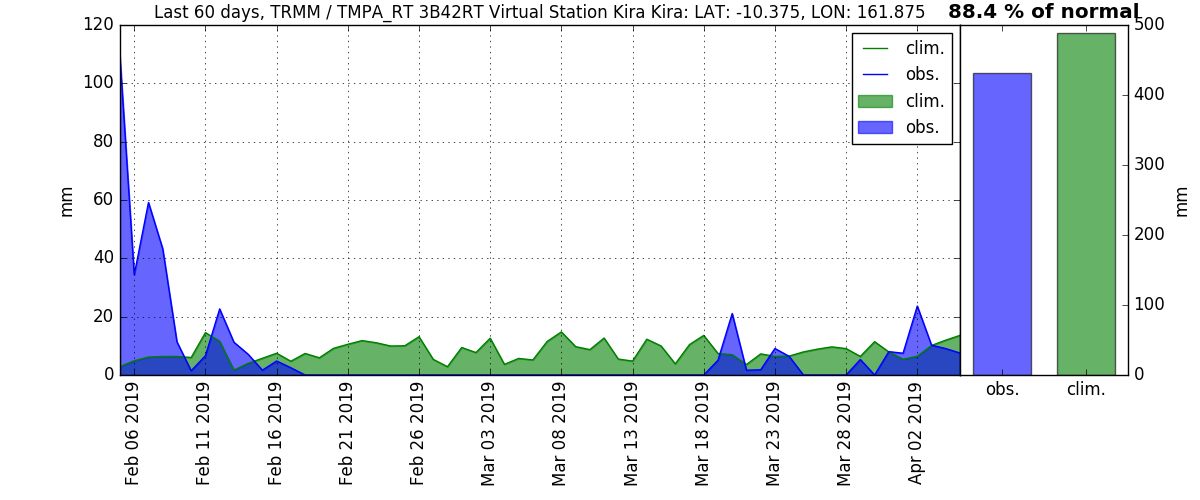 Last 60 days, TRMM / TMPA_RT 3B42RT Virtual Station Kira Kira: LAT: -10.375, LON: 161.875
88.4 % of normal
120
100
80
60
40
20
0
mm
clim.
obs.
clim.
obs.
500
400
300
200
100
0
mm
Feb 06 2019
Feb 11 2019
Feb 16 2019
Feb 21 2019
Feb 26 2019
Mar 03 2019
Mar 08 2019
Mar 13 2019
Mar 18 2019
Mar 23 2019
Mar 28 2019
Apr 02 2019
obs.
clim.